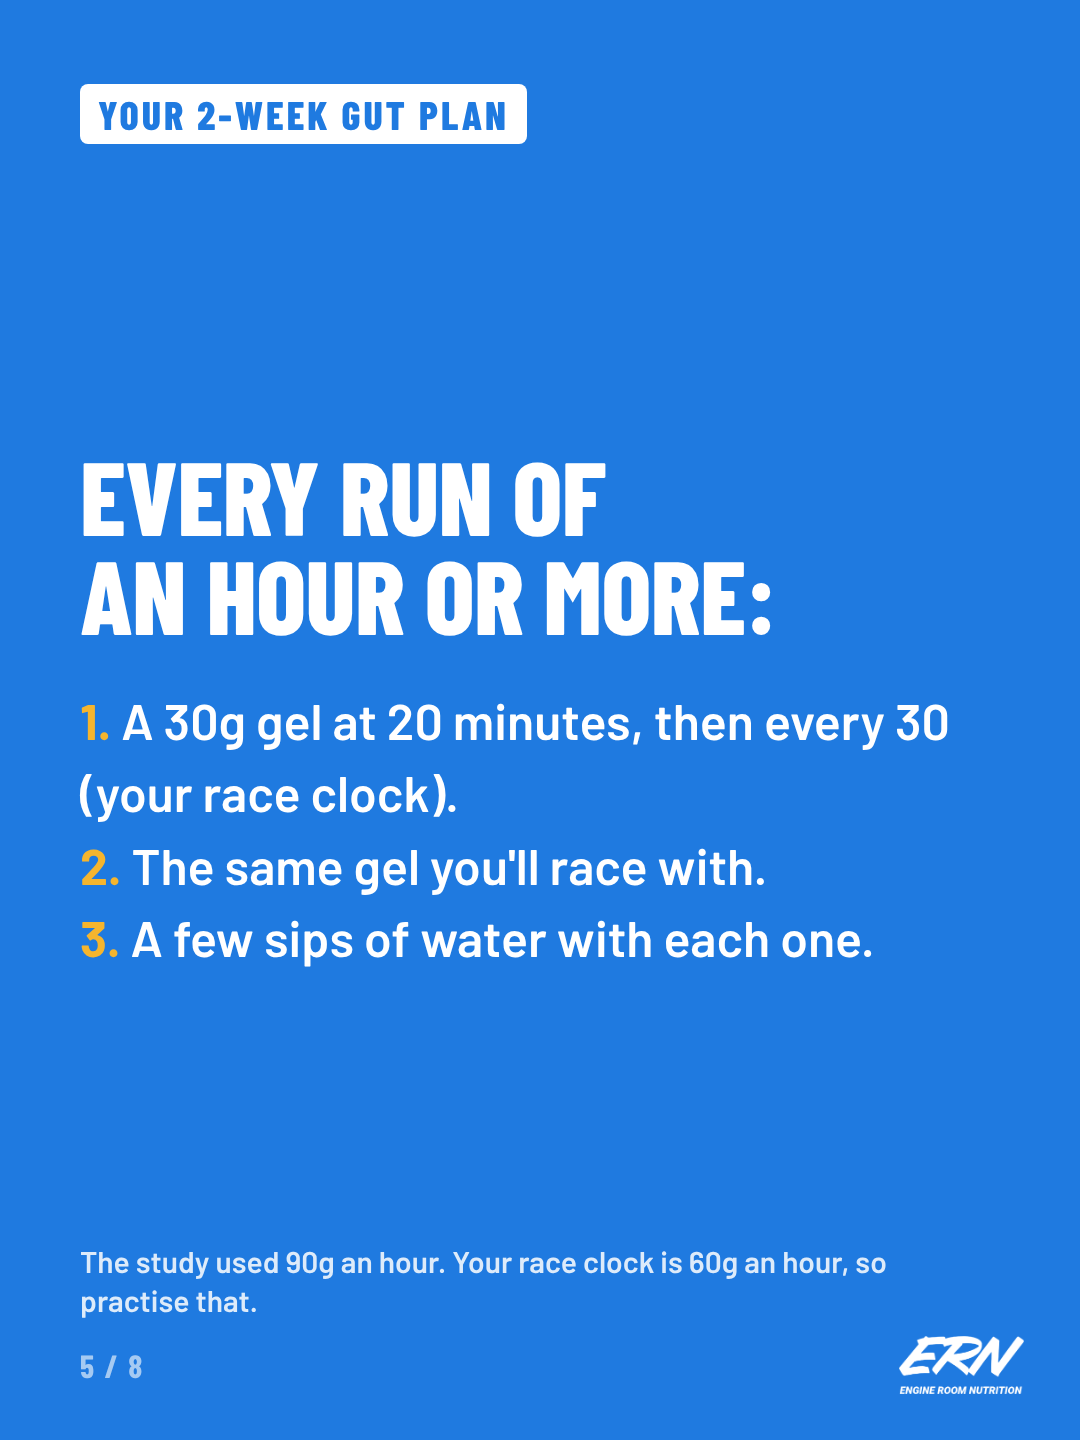 YOUR 2-WEEK GUT PLAN
EVERY RUN OF
AN HOUR OR MORE:
1. A 30g gel at 20 minutes, then every 30
(your race clock).
2. The same gel you'll race with.
3. A few sips of water with each one.
The study used 90g an hour. Your race clock is 60g an hour, so
practise that.
5 / 8
ERN
ENGINE ROOM NUTRITION